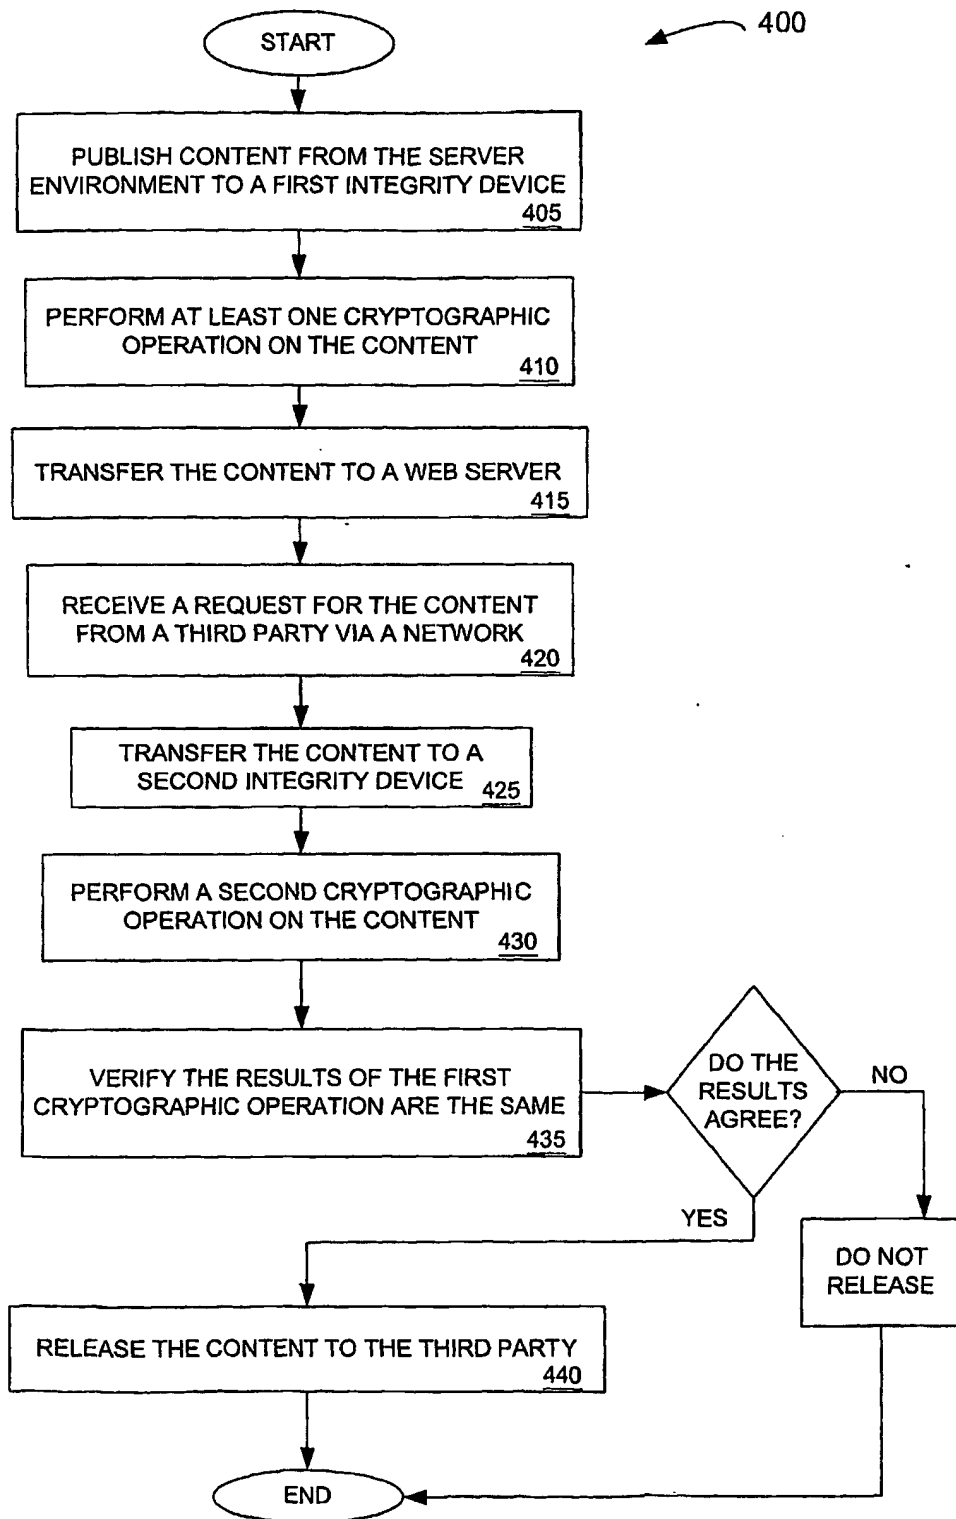 START
400
PUBLISH CONTENT FROM THE SERVER
ENVIRONMENT TO A FIRST INTEGRITY DEVICE
405
PERFORM AT LEAST ONE CRYPTOGRAPHIC
OPERATION ON THE CONTENT
410
TRANSFER THE CONTENT TO A WEB SERVER
415
RECEIVE A REQUEST FOR THE CONTENT
FROM A THIRD PARTY VIA A NETWORK
420
TRANSFER THE CONTENT TO A
SECOND INTEGRITY DEVICE
425
PERFORM A SECOND CRYPTOGRAPHIC
OPERATION ON THE CONTENT
430
VERIFY THE RESULTS OF THE FIRST
CRYPTOGRAPHIC OPERATION ARE THE SAME
435
DO THE
RESULTS
AGREE?
NO
YES
DO NOT
RELEASE
RELEASE THE CONTENT TO THE THIRD PARTY
440
END